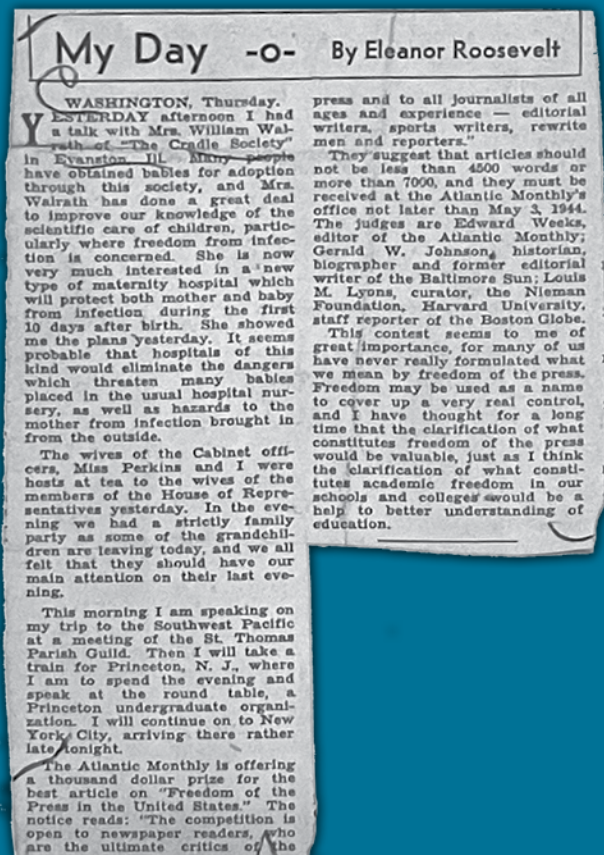 My Day -o- By Eleanor Roosevelt
WASHINGTON, Thursday.
YESTERDAY afternoon I had
a talk with Mrs. William Wal-
rath of "The Cradle Society"
in Evanston, Ill. Many people
have obtained babies for adoption
through this society, and Mrs.
Walrath has done a great deal
to improve our knowledge of the
scientific care of children, partic-
ularly where freedom from infec-
tion is concerned. She is now
very much interested in a new
type of maternity hospital which
will protect both mother and baby
from infection during the first
10 days after birth. She showed
me the plans yesterday. It seems
probable that hospitals of this
kind would eliminate the dangers
which threaten many babies
placed in the usual hospital nur-
sery, as well as hazards to the
mother from infection brought in
from the outside.
The wives of the Cabinet offi-
cers, Miss Perkins and I were
hosts at tea to the wives of the
members of the House of Repre-
sentatives yesterday. In the eve-
ning we had a strictly family
party as some of the grandchil-
dren are leaving today, and we all
felt that they should have our
main attention on their last eve-
ning.
This morning I am speaking on
my trip to the Southwest Pacific
at a meeting of the St. Thomas
Parish Guild. Then I will take a
train for Princeton, N. J., where
I am to spend the evening and
speak at the round table, a
Princeton undergraduate organi-
zation. I will continue on to New
York City, arriving there rather
late tonight.
The Atlantic Monthly is offering
a thousand dollar prize for the
best article on "Freedom of the
Press in the United States." The
notice reads: "The competition is
open to newspaper readers, who
are the ultimate critics of the
press and to all journalists of all
ages and experience — editorial
writers, sports writers, rewrite
men and reporters."
They suggest that articles should
not be less than 4500 words or
more than 7000, and they must be
received at the Atlantic Monthly's
office not later than May 3, 1944.
The judges are Edward Weeks,
editor of the Atlantic Monthly;
Gerald W. Johnson, historian,
biographer and former editorial
writer of the Baltimore Sun; Louis
M. Lyons, curator, the Nieman
Foundation, Harvard University,
staff reporter of the Boston Globe.
This contest seems to me of
great importance, for many of us
have never really formulated what
we mean by freedom of the press.
Freedom may be used as a name
to cover up a very real control,
and I have thought for a long
time that the clarification of what
constitutes freedom of the press
would be valuable, just as I think
the clarification of what consti-
tutes academic freedom in our
schools and colleges would be a
help to better understanding of
education.